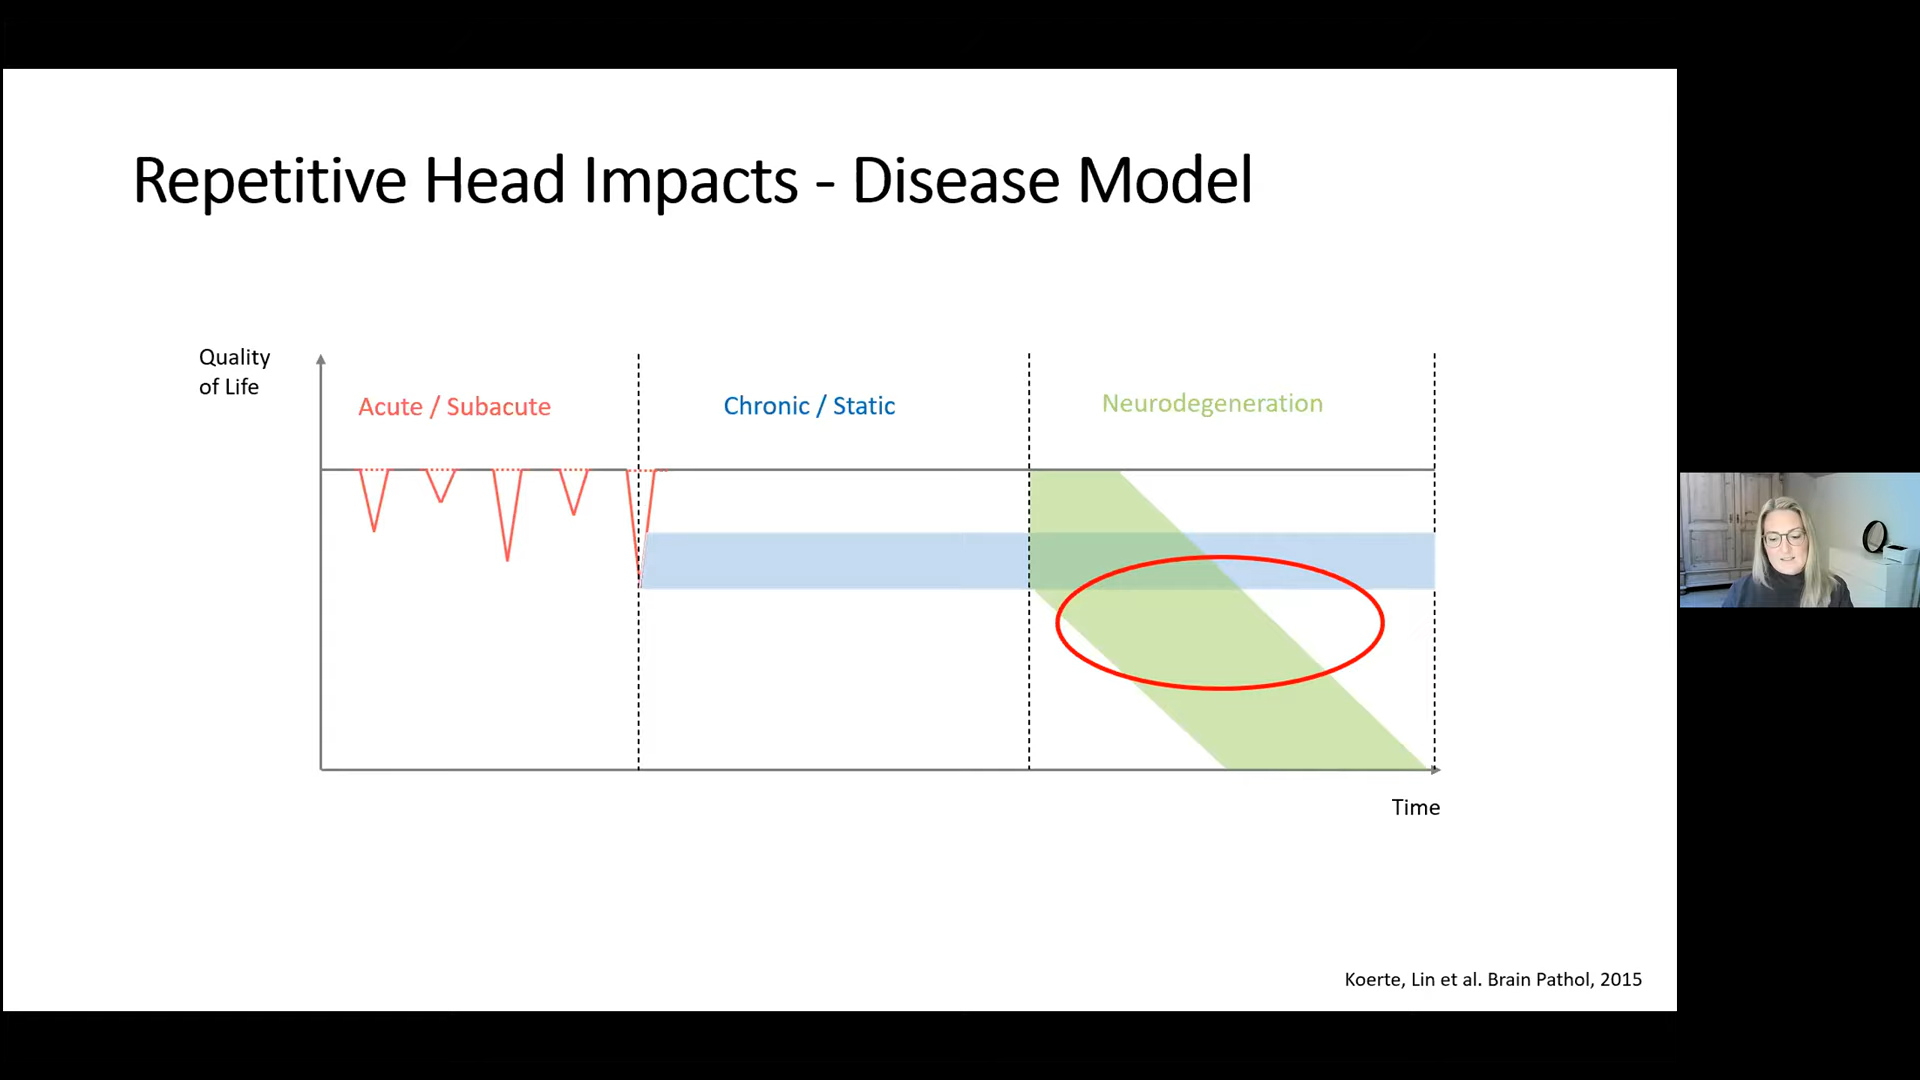 Repetitive Head Impacts - Disease Model
Quality
of Life
Acute / Subacute
Chronic / Static
Neurodegeneration
Time
Koerte, Lin et al. Brain Pathol, 2015